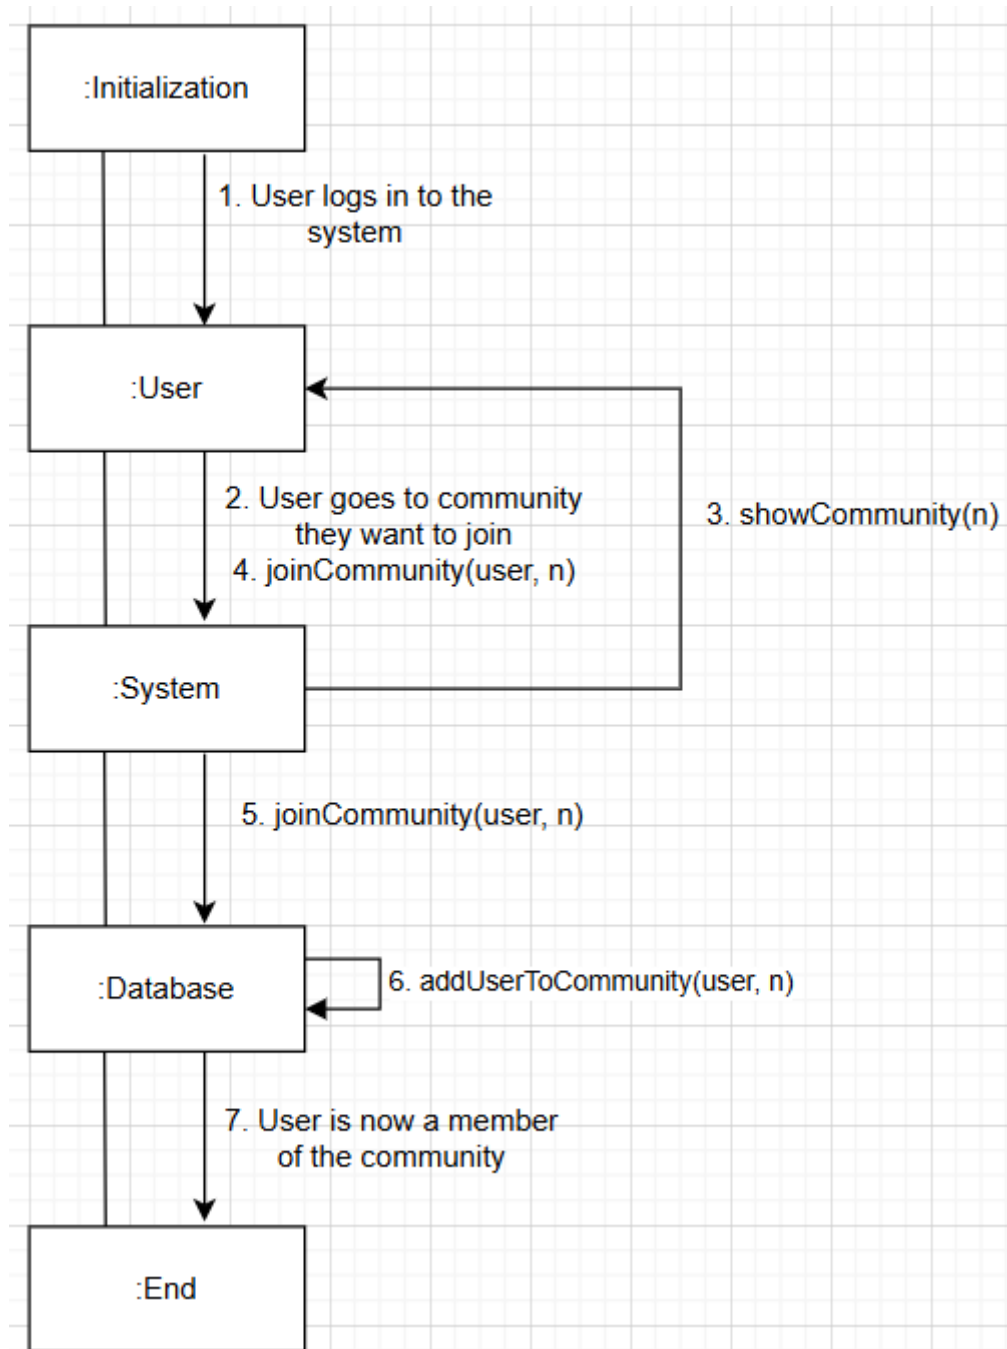 :Initialization
1. User logs in to the
system
:User
2. User goes to community
they want to join
4. joinCommunity(user, n)
3. showCommunity(n)
:System
5. joinCommunity(user, n)
:Database
6. addUserToCommunity(user, n)
7. User is now a member
of the community
:End